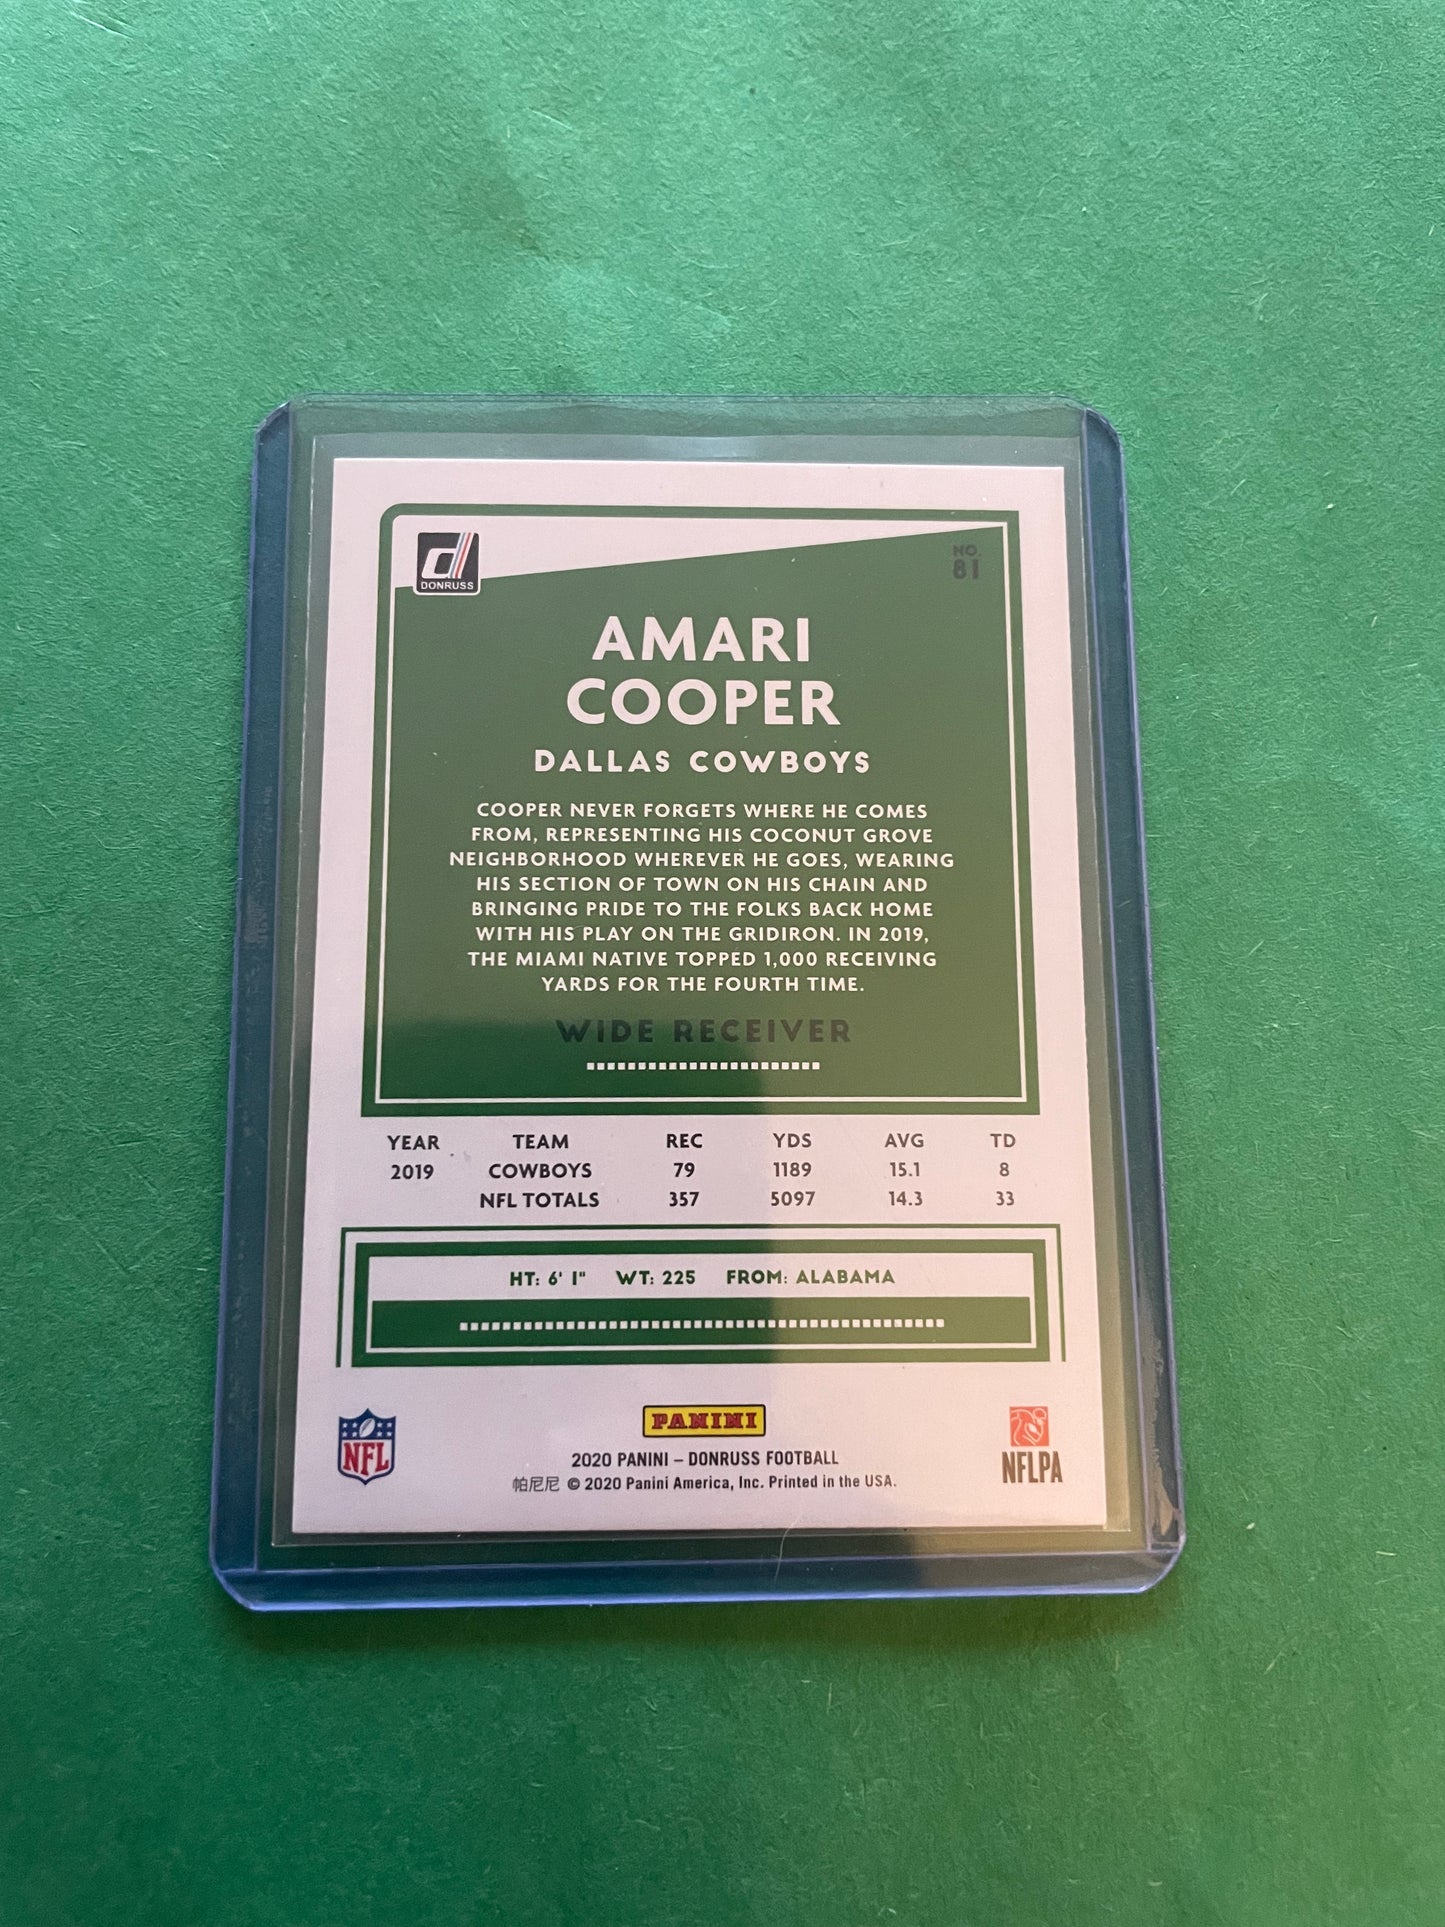 DONRUSS
NO.
81
AMARI
COOPER
DALLAS COWBOYS
COOPER NEVER FORGETS WHERE HE COMES
FROM, REPRESENTING HIS COCONUT GROVE
NEIGHBORHOOD WHEREVER HE GOES, WEARING
HIS SECTION OF TOWN ON HIS CHAIN AND
BRINGING PRIDE TO THE FOLKS BACK HOME
WITH HIS PLAY ON THE GRIDIRON. IN 2019,
THE MIAMI NATIVE TOPPED 1,000 RECEIVING
YARDS FOR THE FOURTH TIME.
WIDE RECEIVER
YEAR TEAM REC YDS AVG TD
2019 COWBOYS 79 1189 15.1 8
NFL TOTALS 357 5097 14.3 33
HT: 6' 1" WT: 225 FROM: ALABAMA
NFL
PANINI
2020 PANINI – DONRUSS FOOTBALL
帕尼尼 © 2020 Panini America, Inc. Printed in the USA.
NFLPA